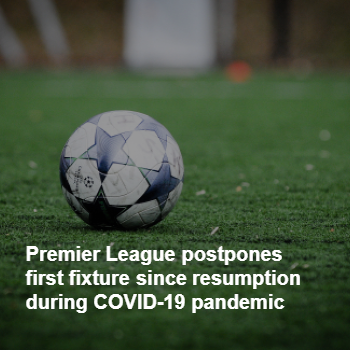 Premier League postpones
first fixture since resumption
during COVID-19 pandemic